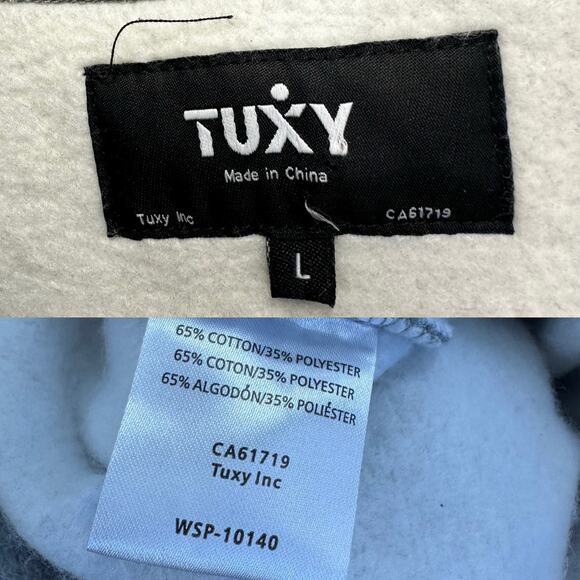 TUXY
Made in China
Tuxy Inc CA61719
L
65% COTTON/35% POLYESTER
65% COTON/35% POLYESTER
65% ALGODÓN/35% POLIÉSTER
CA61719
Tuxy Inc
WSP-10140